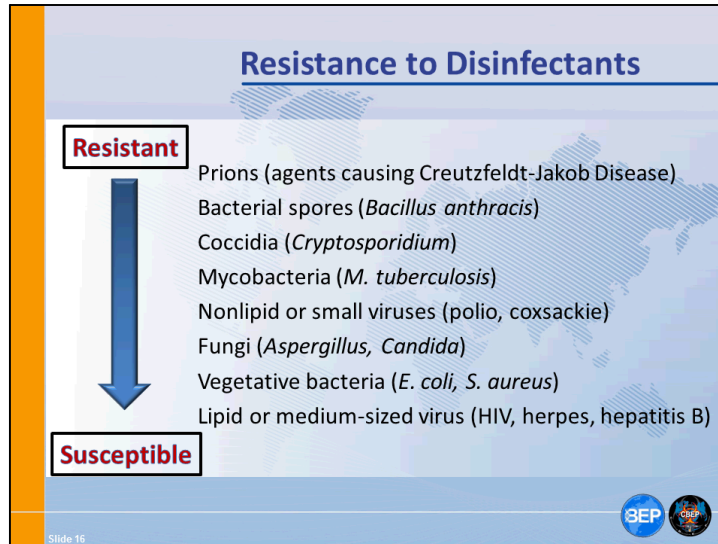 Resistance to Disinfectants
Resistant
Prions (agents causing Creutzfeldt-Jakob Disease)
Bacterial spores (Bacillus anthracis)
Coccidia (Cryptosporidium)
Mycobacteria (M. tuberculosis)
Nonlipid or small viruses (polio, coxsackie)
Fungi (Aspergillus, Candida)
Vegetative bacteria (E. coli, S. aureus)
Lipid or medium-sized virus (HIV, herpes, hepatitis B)
Susceptible
Slide 16
BEP
CBEP